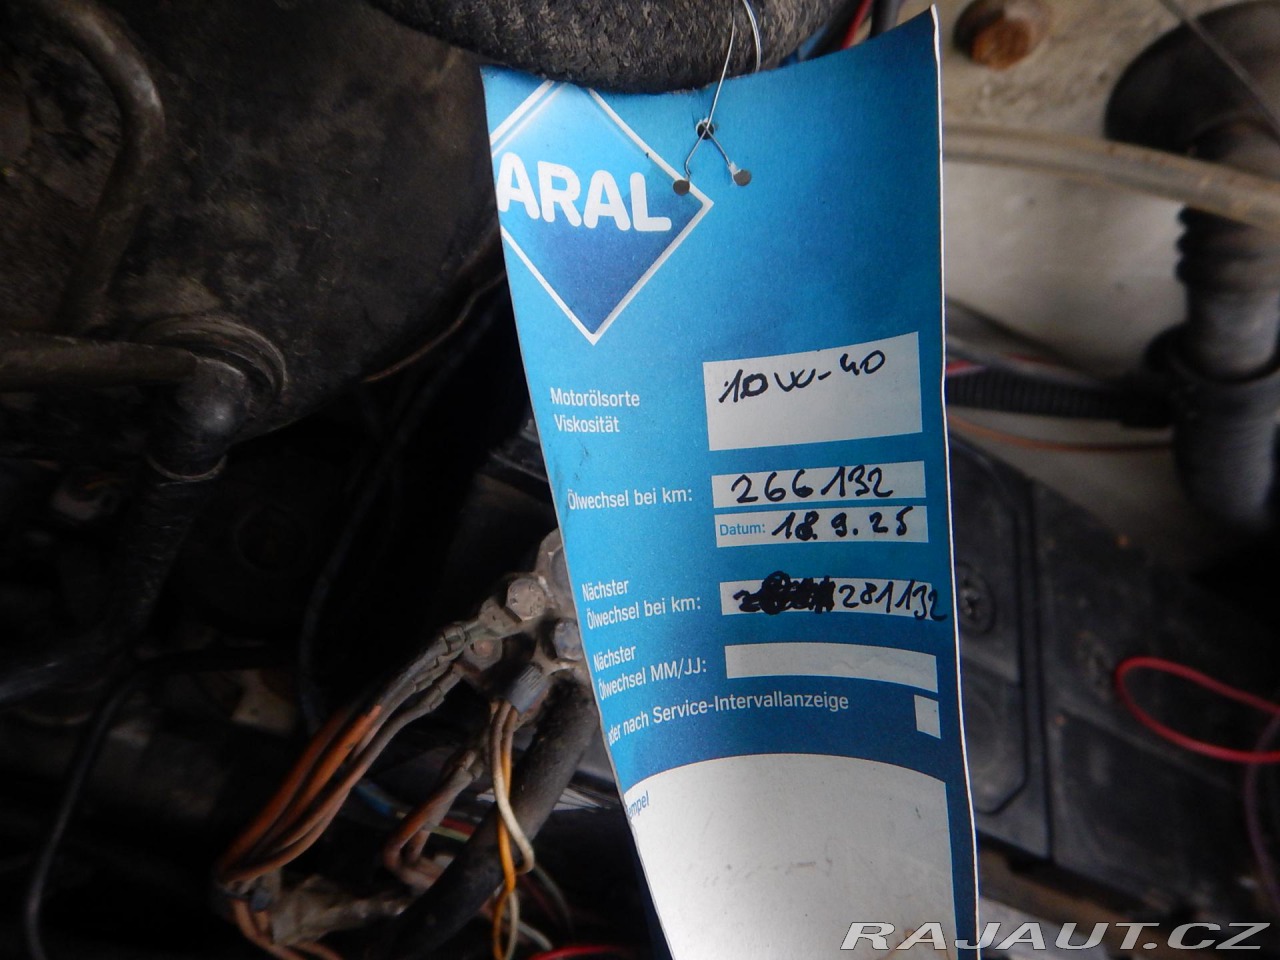 ARAL
Motorölsorte
Viskosität
10W-40
Ölwechsel bei km:
266132
Datum: 18.9.25
Nächster
Ölwechsel bei km:
281132
Nächster
Ölwechsel MM/JJ:
oder nach Service-Intervallanzeige
RAJAUT.CZ